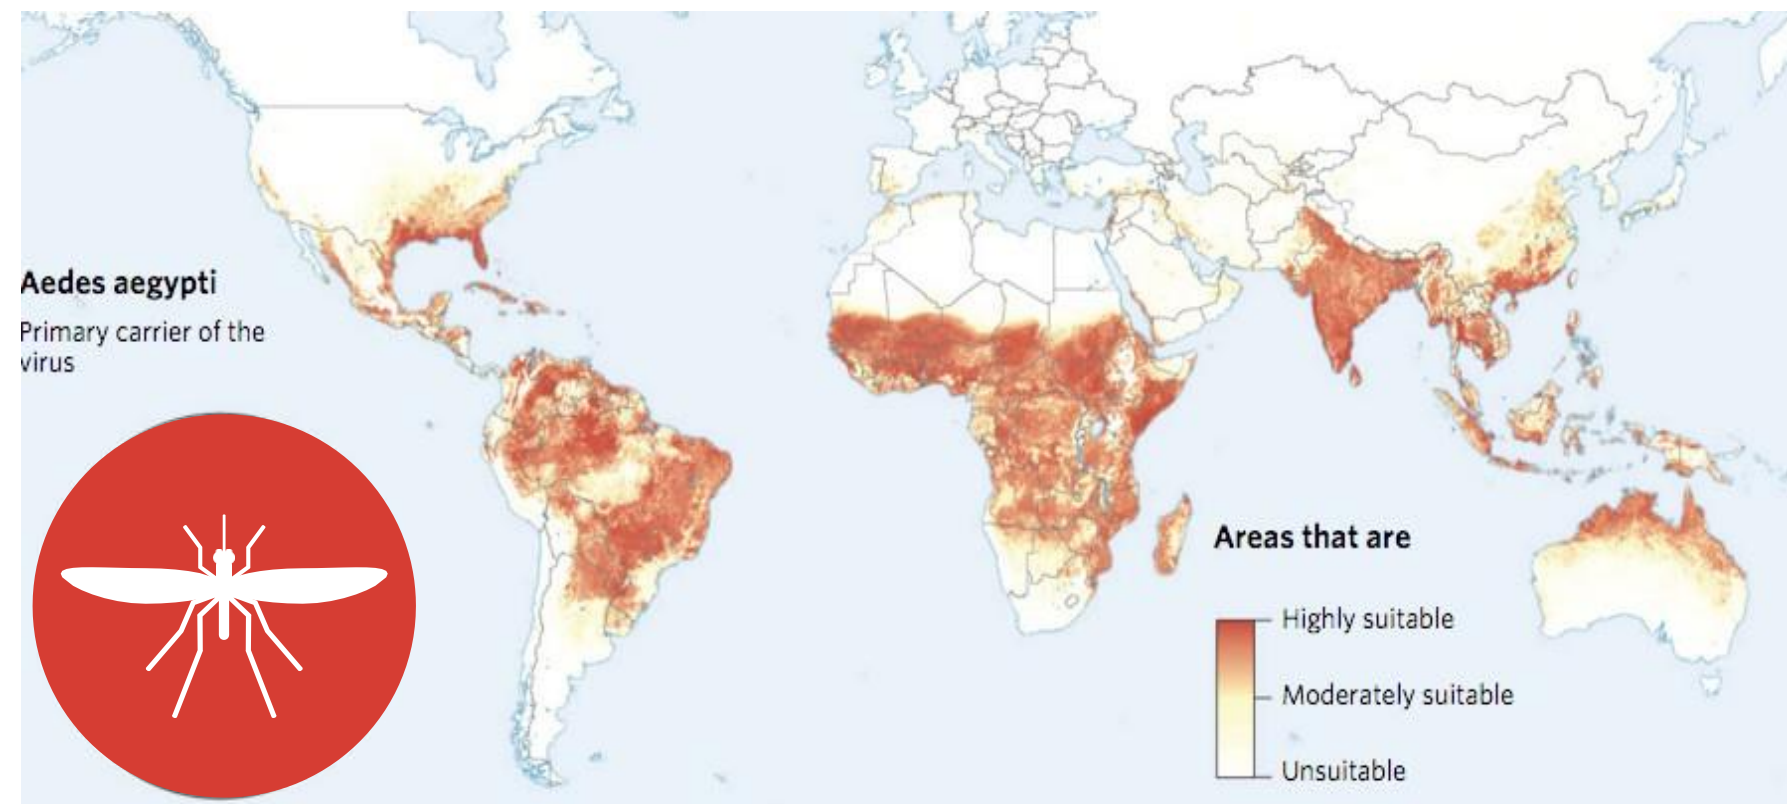 Aedes aegypti
Primary carrier of the
virus
Areas that are
Highly suitable
Moderately suitable
Unsuitable